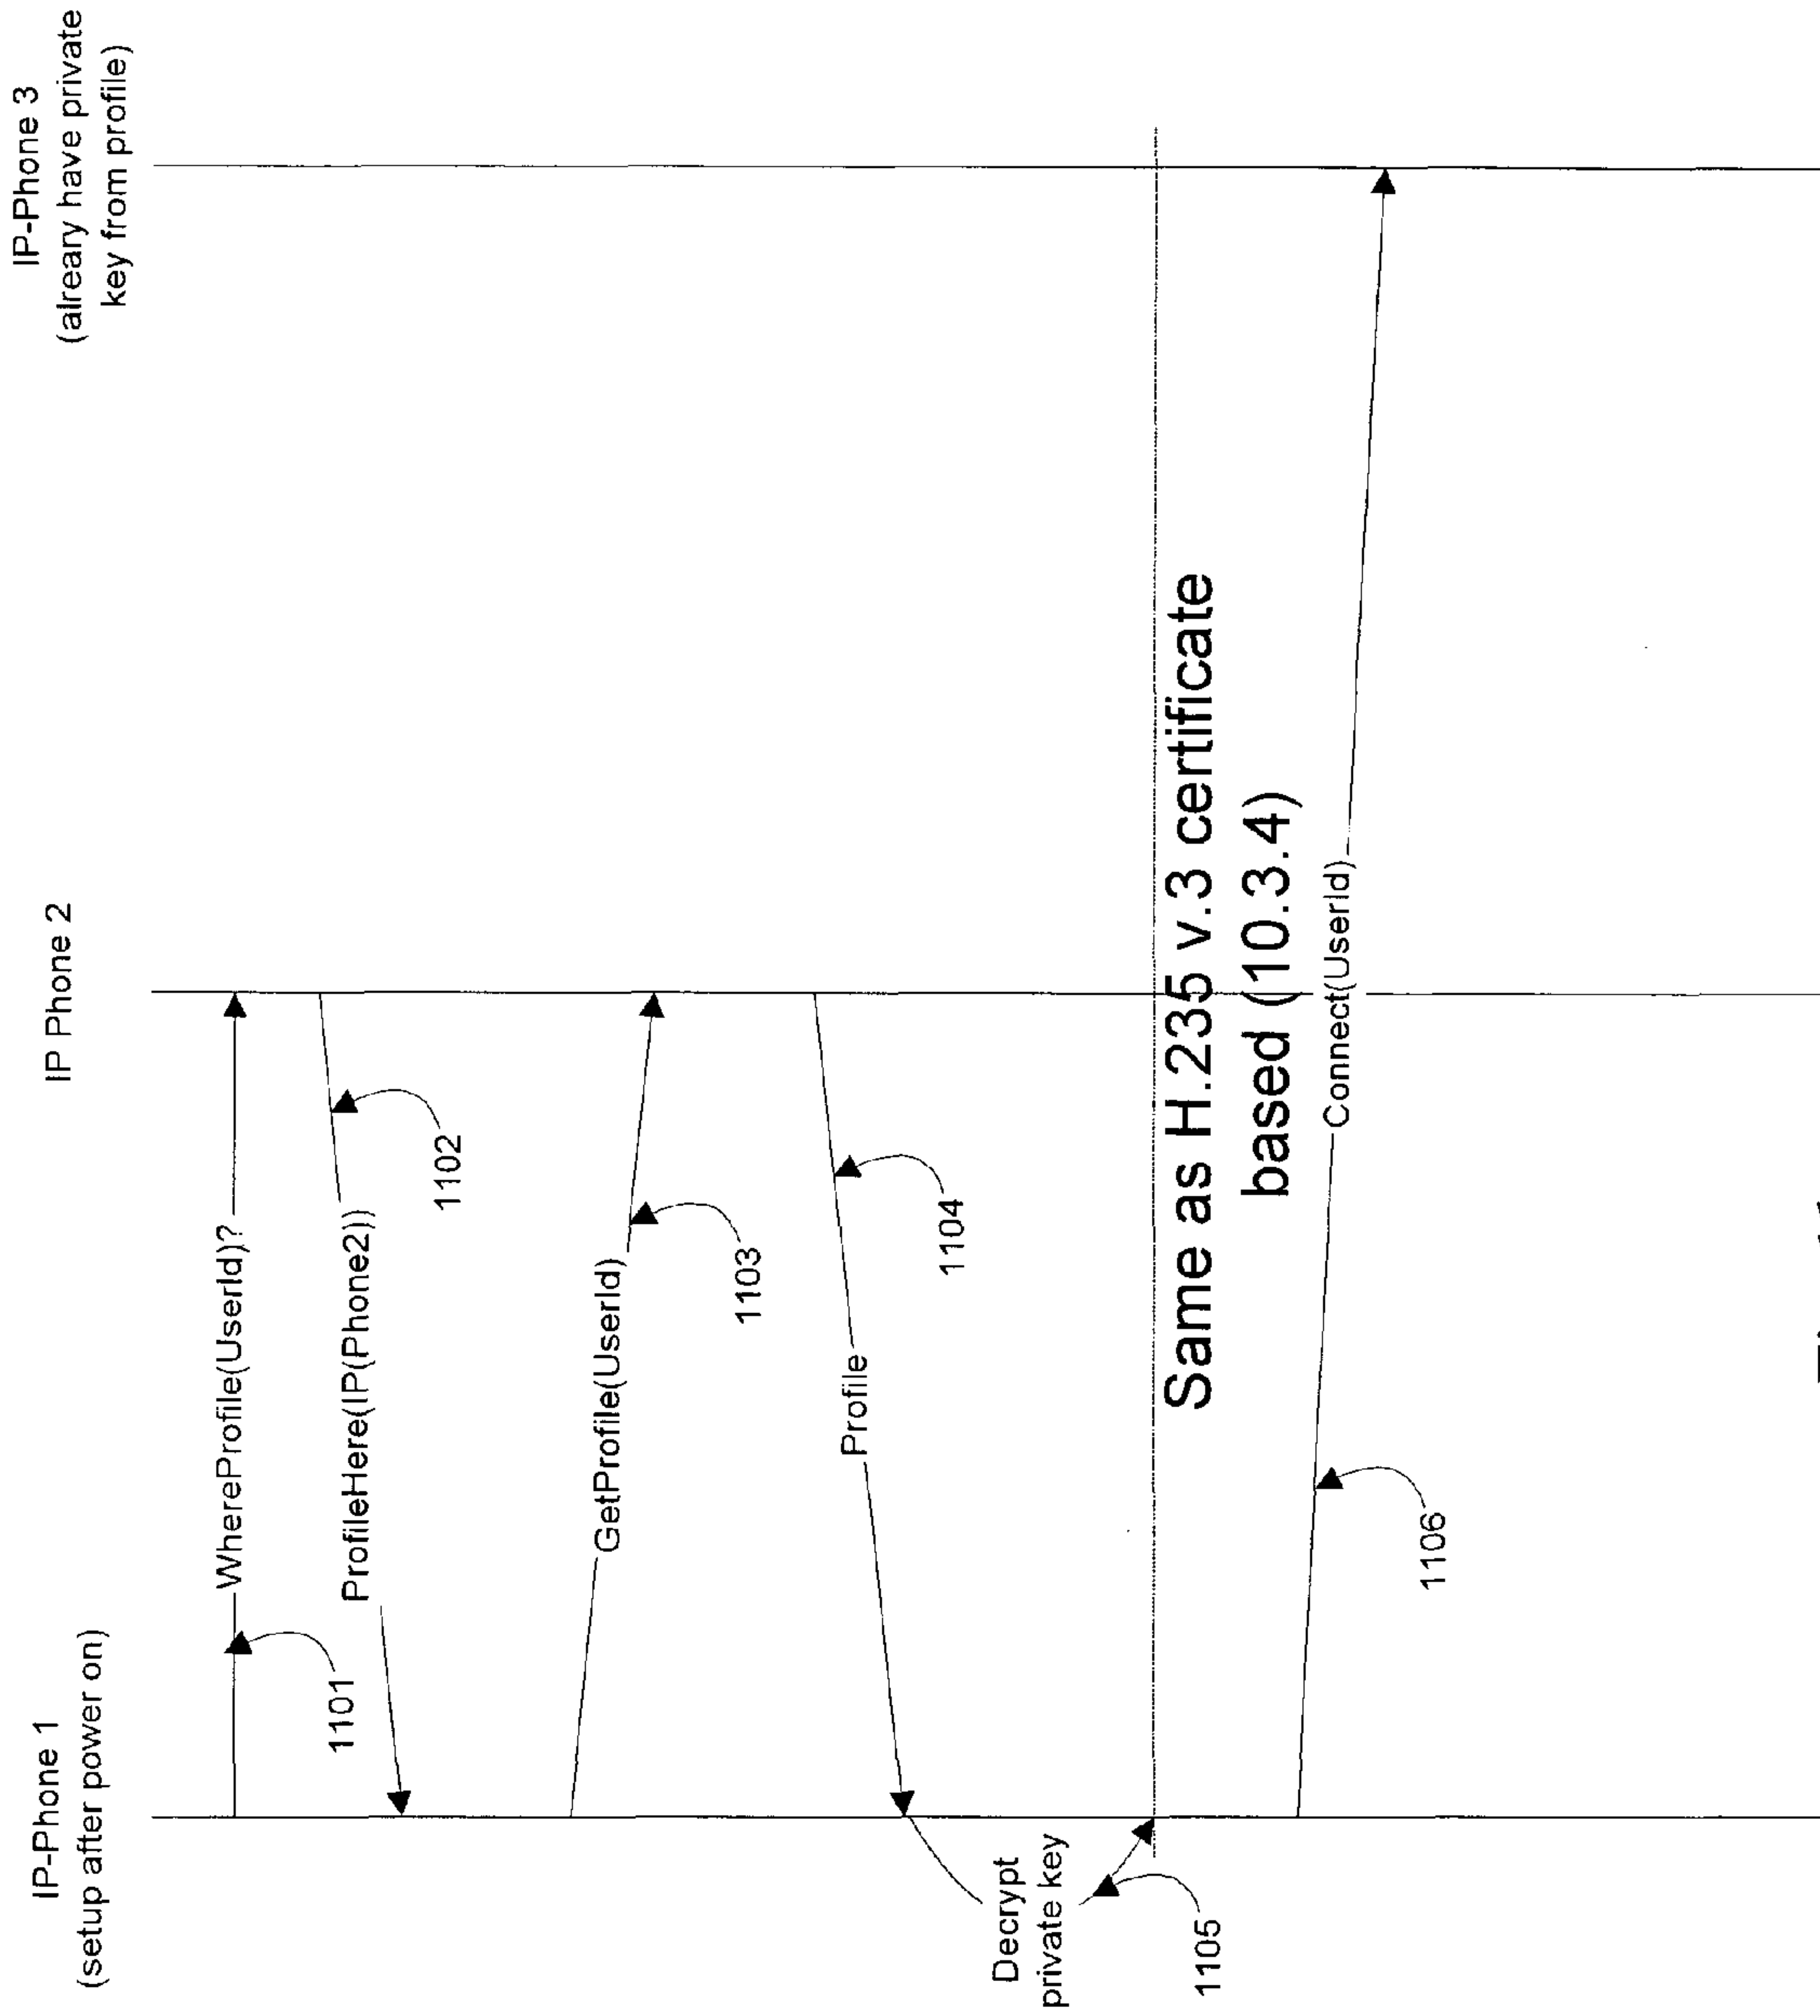 IP-Phone 1
(setup after power on)
IP Phone 2
IP-Phone 3
(alreary have private
key from profile)
WhereProfile(UserId)?
1101
ProfileHere(IP(Phone2))
1102
GetProfile(UserId)
1103
Profile
1104
Decrypt
private key
1105
Same as H.235 v.3 certificate
based (10.3.4)
Connect(UserId)
1106